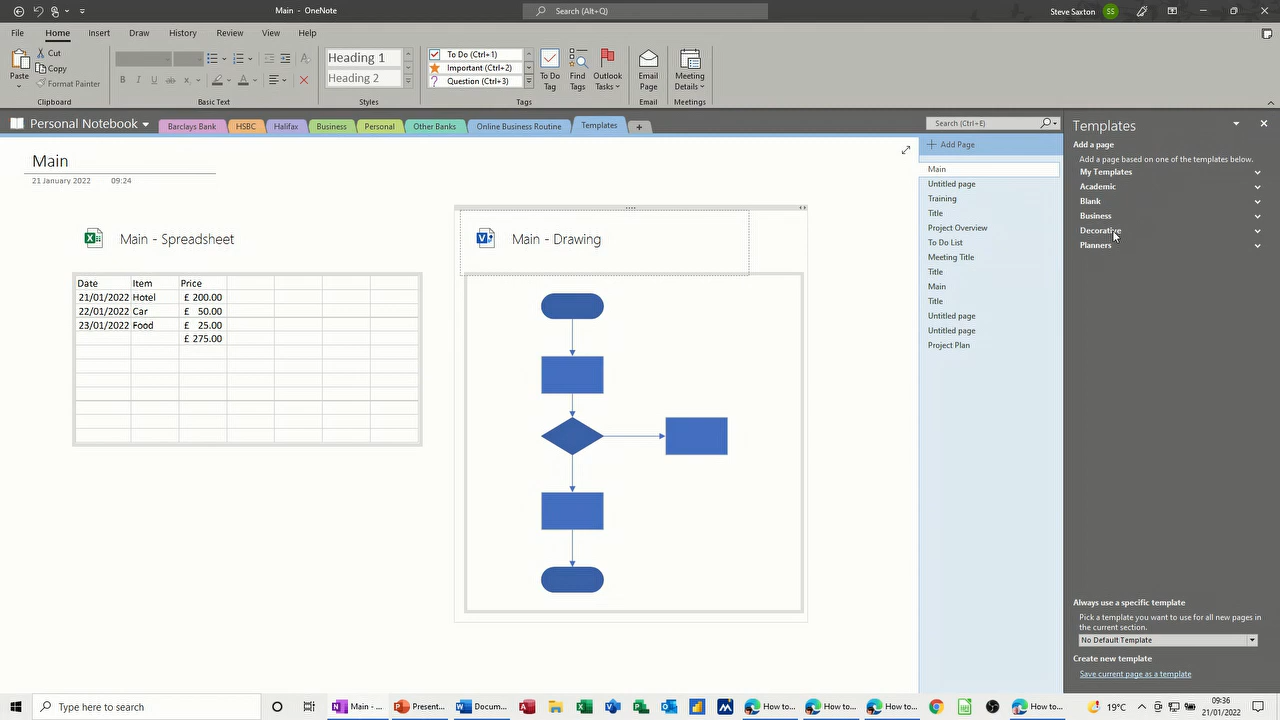 Main - OneNote
Search (Alt+Q)
Steve Saxton
SS
File Home Insert Draw History Review View Help
Paste
Cut
Copy
Format Painter
Clipboard
B I U ab x A
Basic Text
Heading 1
Heading 2
Styles
To Do (Ctrl+1)
Important (Ctrl+2)
Question (Ctrl+3)
To Do Tag
Find Tags
Outlook Tasks
Tags
Email Page
Email
Meeting Details
Meetings
Personal Notebook
Barclays Bank HSBC Halifax Business Personal Other Banks Online Business Routine Templates +
Search (Ctrl+E)
Main
21 January 2022 09:24
Main - Spreadsheet
Date Item Price
21/01/2022 Hotel £ 200.00
22/01/2022 Car £ 50.00
23/01/2022 Food £ 25.00
£ 275.00
Main - Drawing
Add Page
Main
Untitled page
Training
Title
Project Overview
To Do List
Meeting Title
Title
Main
Title
Untitled page
Untitled page
Project Plan
Templates
Add a page
Add a page based on one of the templates below.
My Templates
Academic
Blank
Business
Decorative
Planners
Always use a specific template
Pick a template you want to use for all new pages in
the current section.
No Default Template
Create new template
Save current page as a template
Type here to search
Main -...
Present...
Docum...
How to...
How to...
How to...
How to...
19°C
09:36
21/01/2022